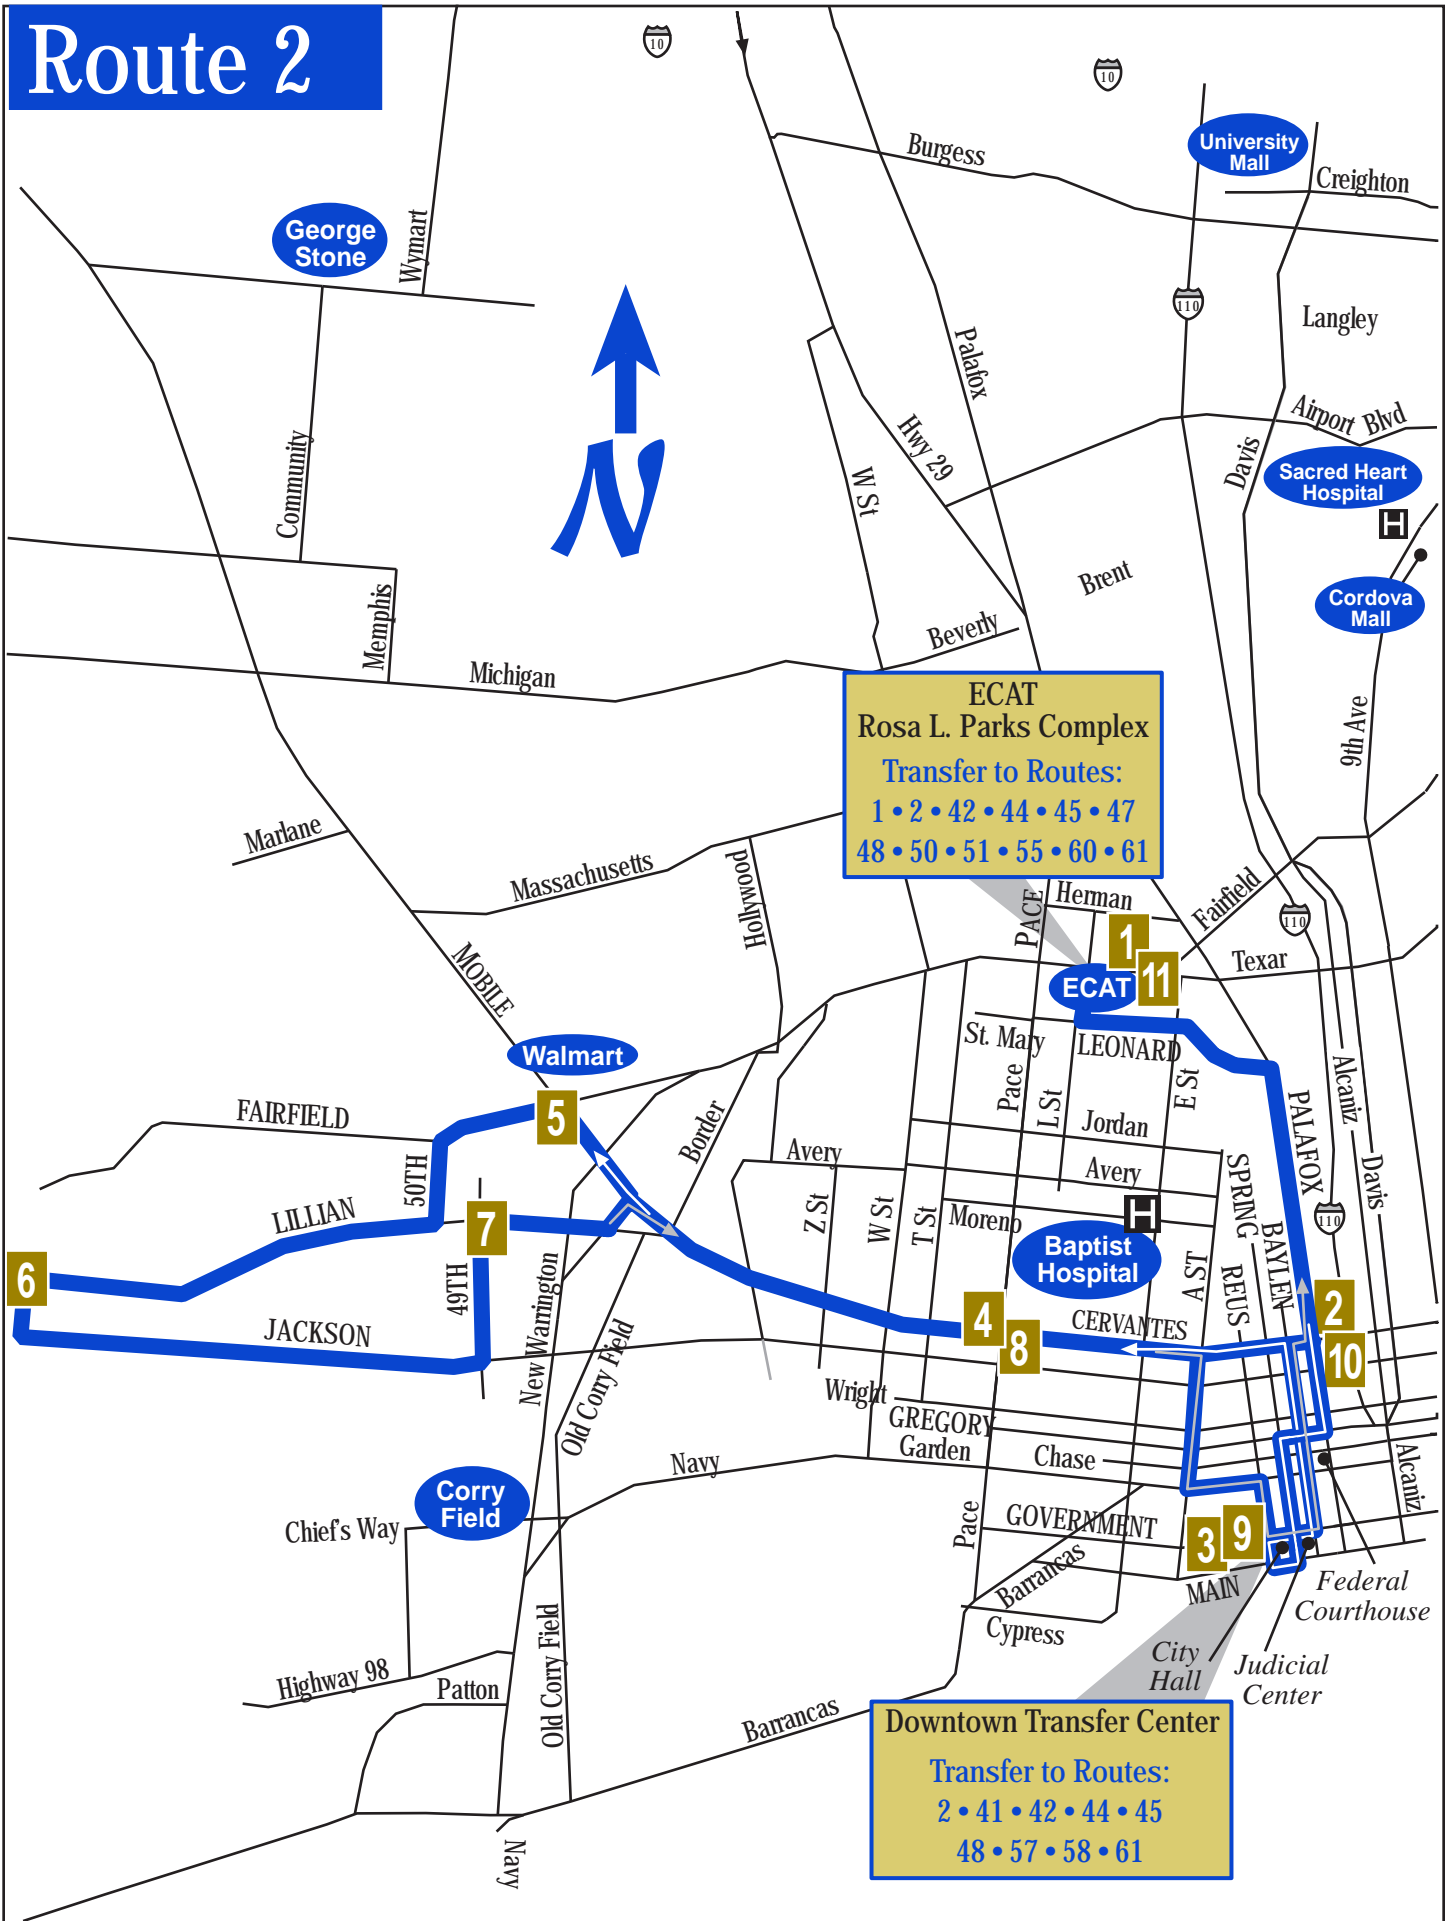 Route 2
10
10
University
Mall
Burgess
Creighton
George
Stone
Wymart
110
Langley
Palafox
Airport Blvd
Hwy 29
Davis
Community
W St
Sacred Heart
Hospital
H
Brent
Memphis
Cordova
Mall
Beverly
Michigan
9th Ave
ECAT
Rosa L. Parks Complex
Transfer to Routes:
1 • 2 • 42 • 44 • 45 • 47
48 • 50 • 51 • 55 • 60 • 61
Marlane
Massachusetts
Hollywood
PACE
Herman
Fairfield
110
1
MOBILE
Texar
ECAT
11
St. Mary
LEONARD
Walmart
5
FAIRFIELD
Pace
L St
E St
Alcaniz
Border
Jordan
PALAFOX
Avery
Avery
50TH
SPRING
Davis
LILLIAN
7
Z St
W St
T St
Moreno
H
BAYLEN
110
Baptist
Hospital
A ST
REUS
6
49TH
New Warrington
4
8
CERVANTES
2
10
JACKSON
Old Corry Field
Wright
GREGORY
Garden
Chase
Navy
Alcaniz
Corry
Field
Chief's Way
Pace
GOVERNMENT
3
9
Barrancas
MAIN
Federal
Courthouse
Cypress
City
Hall
Judicial
Center
Old Corry Field
Highway 98
Patton
Barrancas
Downtown Transfer Center
Transfer to Routes:
2 • 41 • 42 • 44 • 45
48 • 57 • 58 • 61
Navy
N